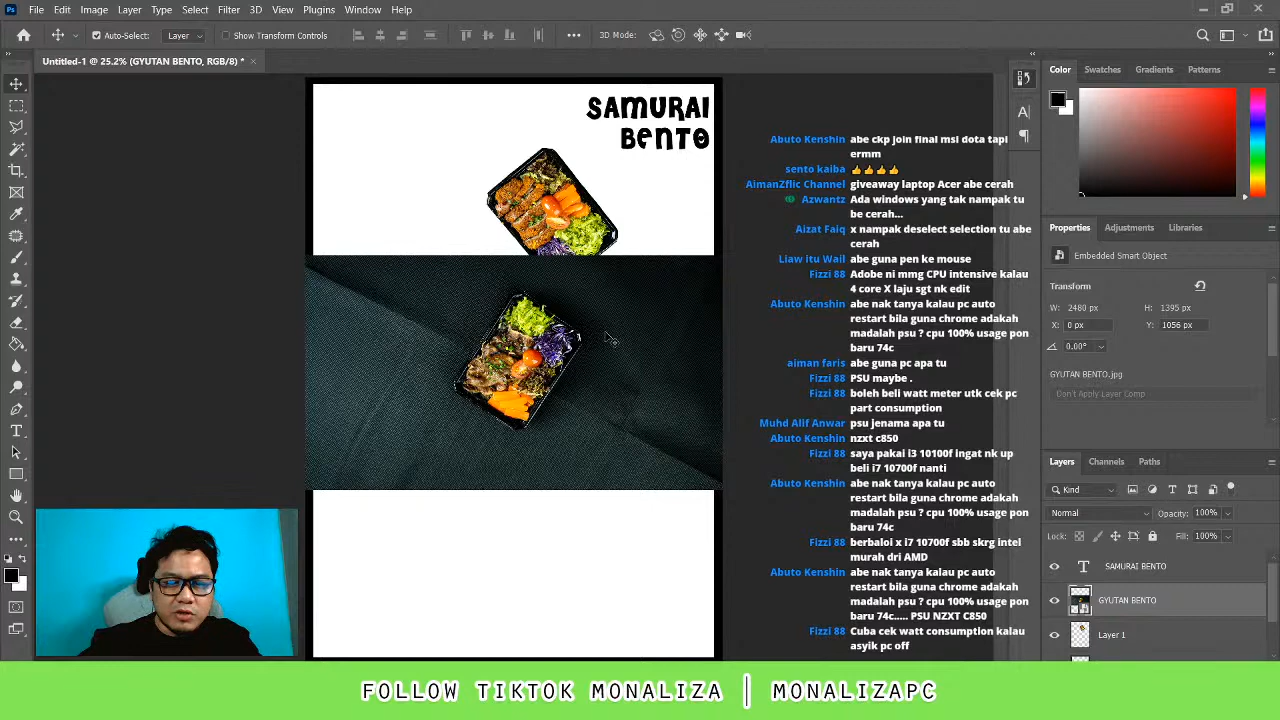 File Edit Image Layer Type Select Filter 3D View Plugins Window Help
Auto-Select: Layer Show Transform Controls 3D Mode:
Untitled-1 @ 25.2% (GYUTAN BENTO, RGB/8) *
SAMURAI
BENTO
Abuto Kenshin abe ckp join final msl dota tapi
ermm
sento kaiba 👍👍👍👍
AimanZflic Channel giveaway laptop Acer abe cerah
Azwantz Ada windows yang tak nampak tu
be cerah...
Aizat Faiq x nampak deselect selection tu abe
cerah
Liaw itu Wail abe guna pen ke mouse
Fizzi 88 Adobe ni mmg CPU intensive kalau
4 core X laju sgt nk edit
Abuto Kenshin abe nak tanya kalau pc auto
restart bila guna chrome adakah
madalah psu ? cpu 100% usage pon
baru 74c
aiman faris abe guna pc apa tu
Fizzi 88 PSU maybe .
Fizzi 88 boleh beli watt meter utk cek pc
part consumption
Muhd Alif Anwar psu jenama apa tu
Abuto Kenshin nzxt c850
Fizzi 88 saya pakai i3 10100f ingat nk up
beli i7 10700f nanti
Abuto Kenshin abe nak tanya kalau pc auto
restart bila guna chrome adakah
madalah psu ? cpu 100% usage pon
baru 74c
Fizzi 88 berbaloi x i7 10700f sbb skrg intel
murah dri AMD
Abuto Kenshin abe nak tanya kalau pc auto
restart bila guna chrome adakah
madalah psu ? cpu 100% usage pon
baru 74c..... PSU NZXT C850
Fizzi 88 Cuba cek watt consumption kalau
asyik pc off
Color Swatches Gradients Patterns
Properties Adjustments Libraries
Embedded Smart Object
Transform
W: 2480 px H: 1395 px
X: 0 px Y: 1056 px
0.00°
GYUTAN BENTO.jpg
Don't Apply Layer Comp
Layers Channels Paths
Kind
Normal Opacity: 100%
Lock: Fill: 100%
SAMURAI BENTO
GYUTAN BENTO
Layer 1
FOLLOW TIKTOK MONALIZA | MONALIZAPC